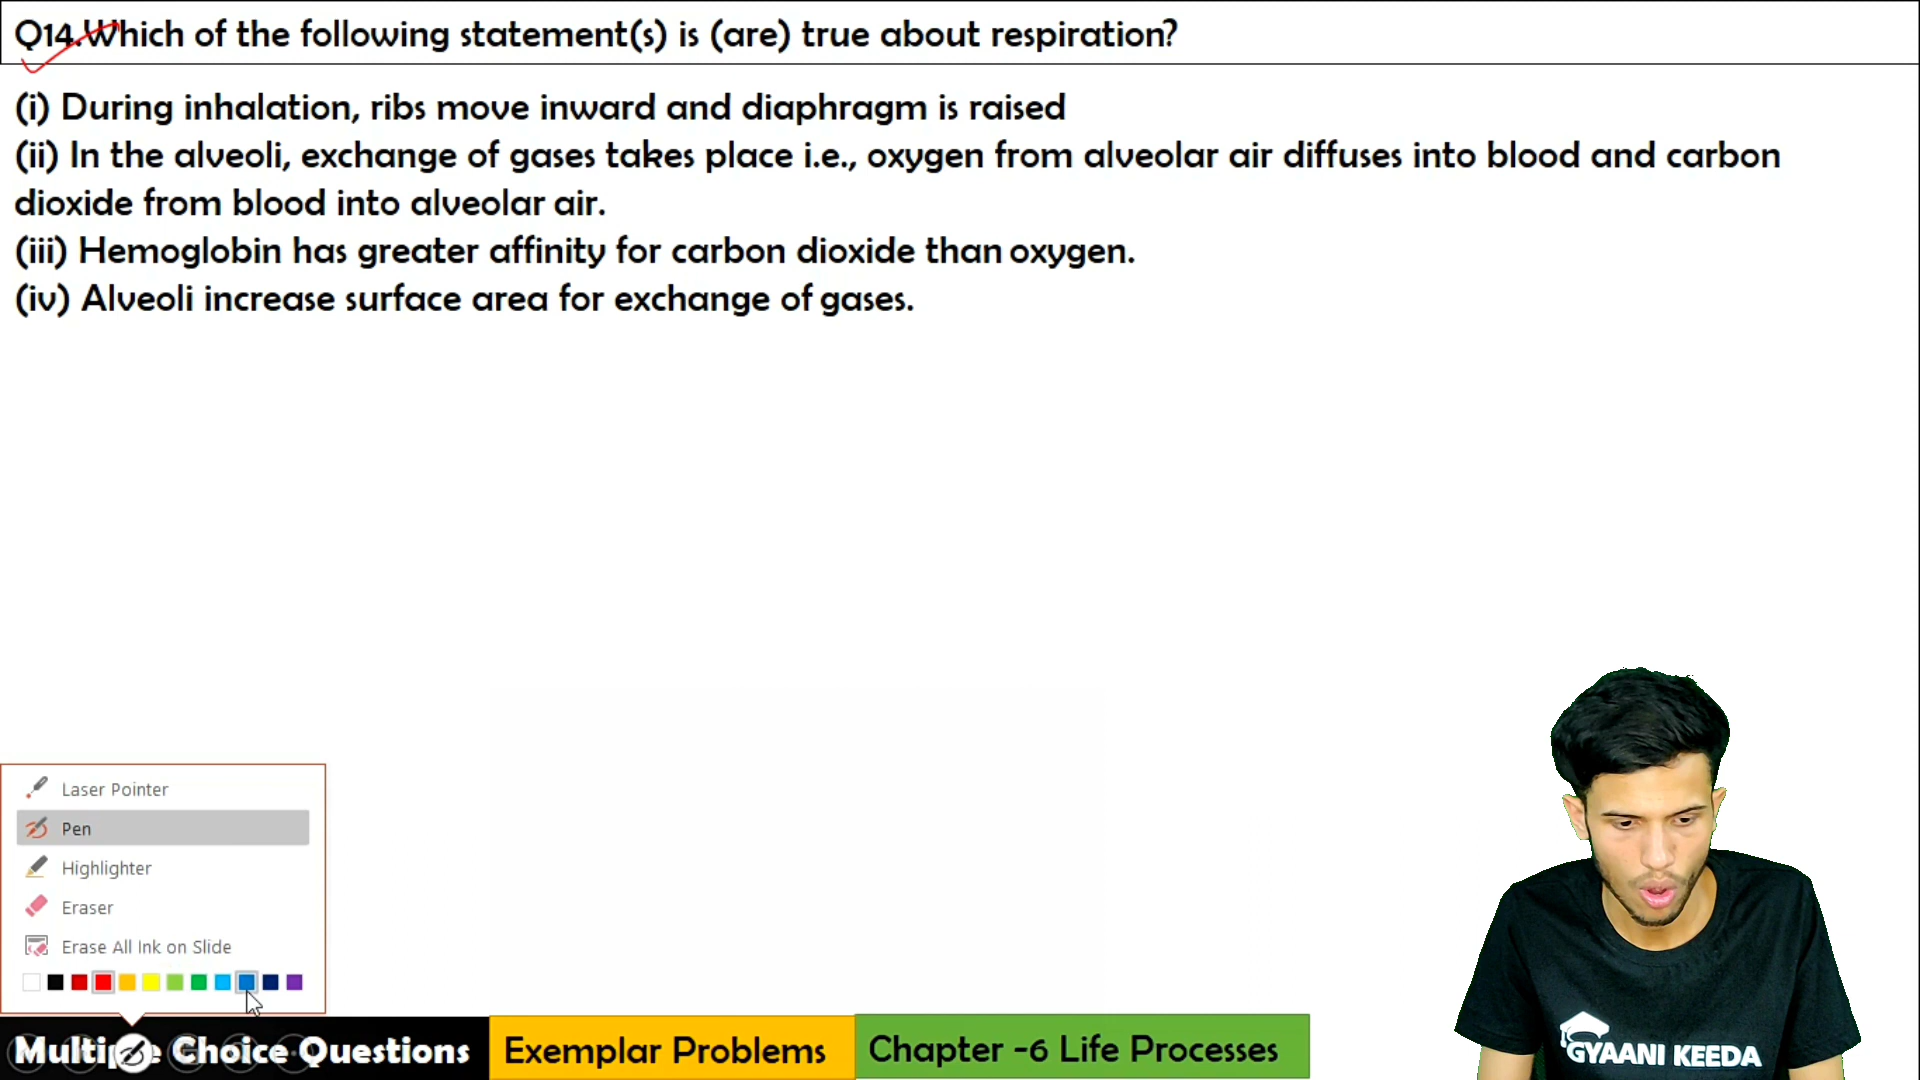 Q14.Which of the following statement(s) is (are) true about respiration?
(i) During inhalation, ribs move inward and diaphragm is raised
(ii) In the alveoli, exchange of gases takes place i.e., oxygen from alveolar air diffuses into blood and carbon
dioxide from blood into alveolar air.
(iii) Hemoglobin has greater affinity for carbon dioxide than oxygen.
(iv) Alveoli increase surface area for exchange of gases.
Laser Pointer
Pen
Highlighter
Eraser
Erase All Ink on Slide
Multiple Choice Questions
Exemplar Problems
Chapter -6 Life Processes
GYAANI KEEDA